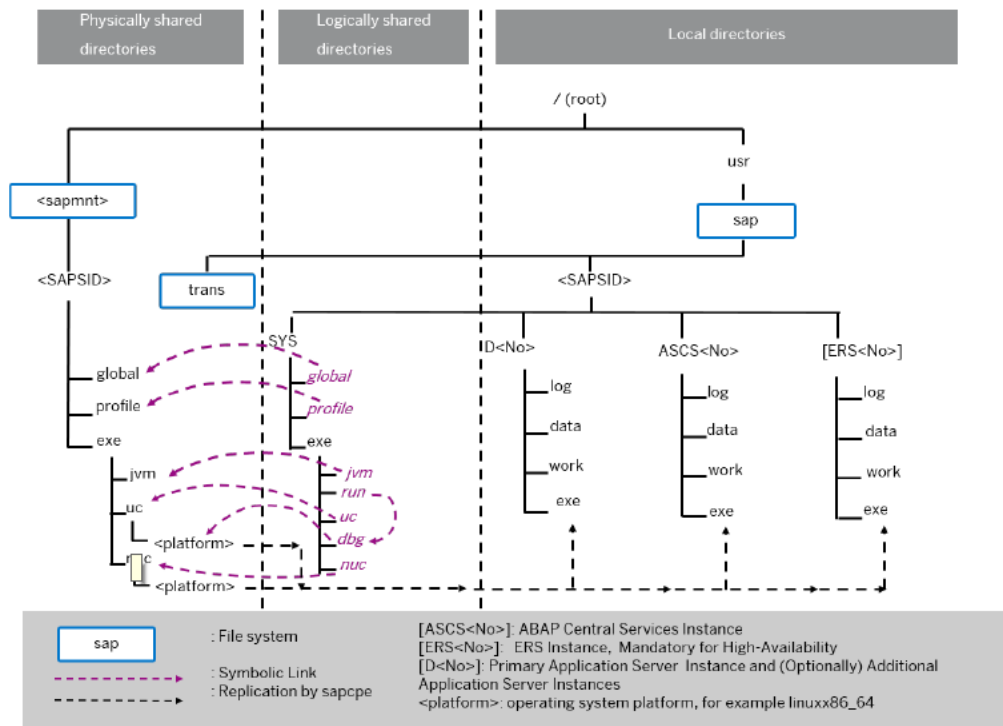 Physically shared
directories
Logically shared
directories
Local directories
/ (root)
usr
<sapmnt>
sap
<SAPSID>
trans
<SAPSID>
SYS
D<No>
ASCS<No>
[ERS<No>]
global
profile
exe
jvm
uc
<platform>
<platform>
global
profile
exe
jvm
run
uc
dbg
nuc
log
data
work
exe
log
data
work
exe
log
data
work
exe
sap
: File system
: Symbolic Link
: Replication by sapcpe
[ASCS<No>]: ABAP Central Services Instance
[ERS<No>]: ERS Instance, Mandatory for High-Availability
[D<No>]: Primary Application Server Instance and (Optionally) Additional
Application Server Instances
<platform>: operating system platform, for example linuxx86_64